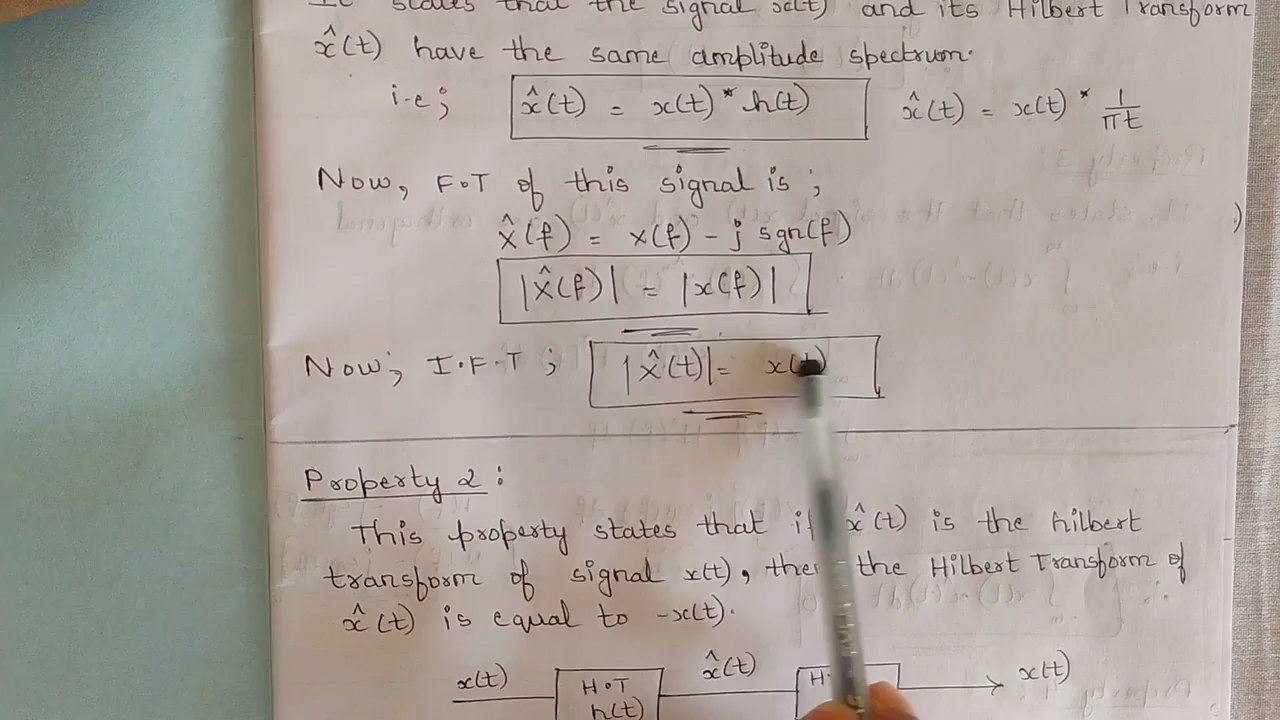 It states that the signal x(t) and its Hilbert Transform
x̂(t) have the same amplitude spectrum.
i.e; x̂(t) = x(t) * h(t) x̂(t) = x(t) * 1/πt
Now, F.T of this signal is;
X̂(f) = x(f) - j sgn(f)
|X̂(f)| = |x(f)|
Now; I.F.T; |x̂(t)| = x(t)
Property 2:
This property states that if x̂(t) is the hilbert
transform of signal x(t), then the Hilbert Transform of
x̂(t) is equal to -x(t).
x(t) H.T h(t) x̂(t) x(t)